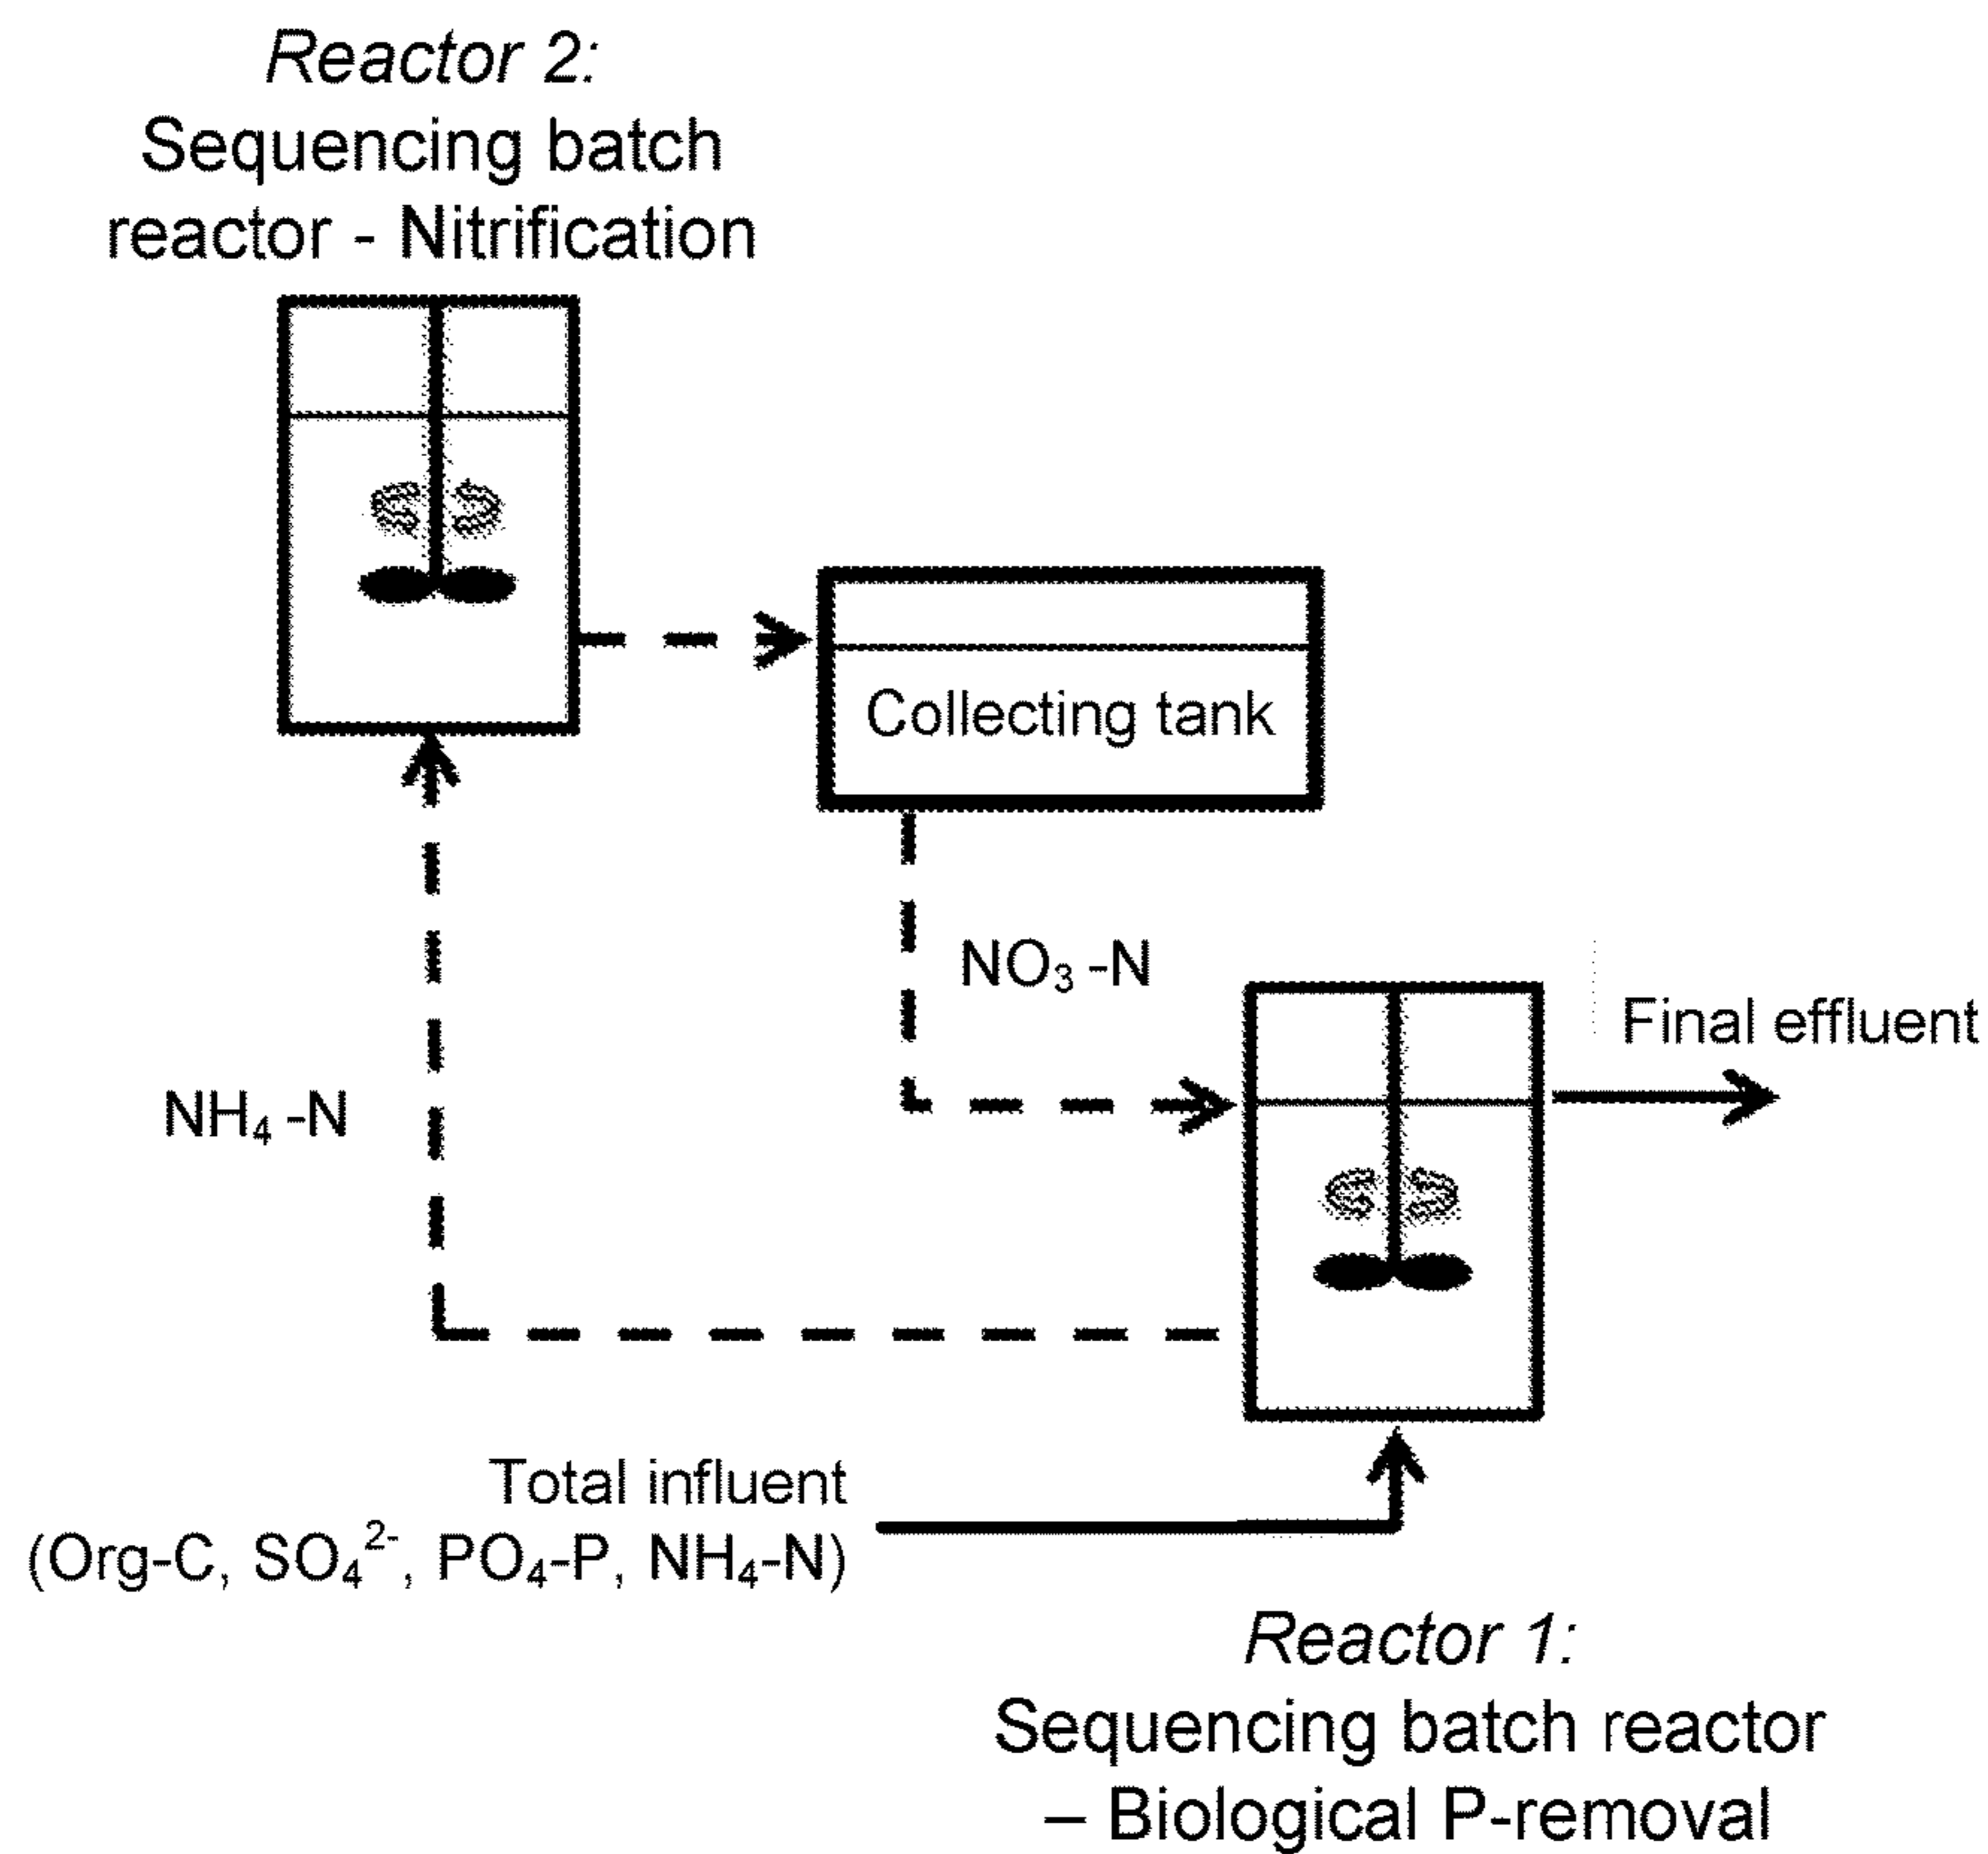 Reactor 2:
Sequencing batch
reactor - Nitrification
Collecting tank
NO₃ -N
Final effluent
NH₄ -N
Total influent
(Org-C, SO₄²⁻, PO₄-P, NH₄-N)
Reactor 1:
Sequencing batch reactor
– Biological P-removal